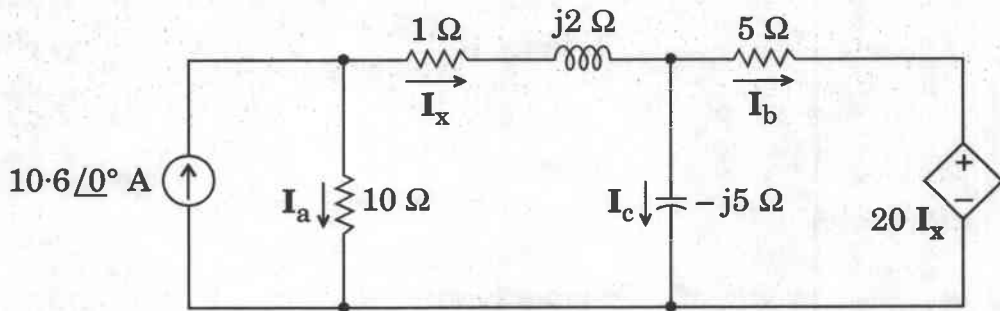 1 Ω
j2 Ω
5 Ω
I_x
I_b
10·6 /0° A
I_a
10 Ω
I_c
– j5 Ω
+
–
20 I_x